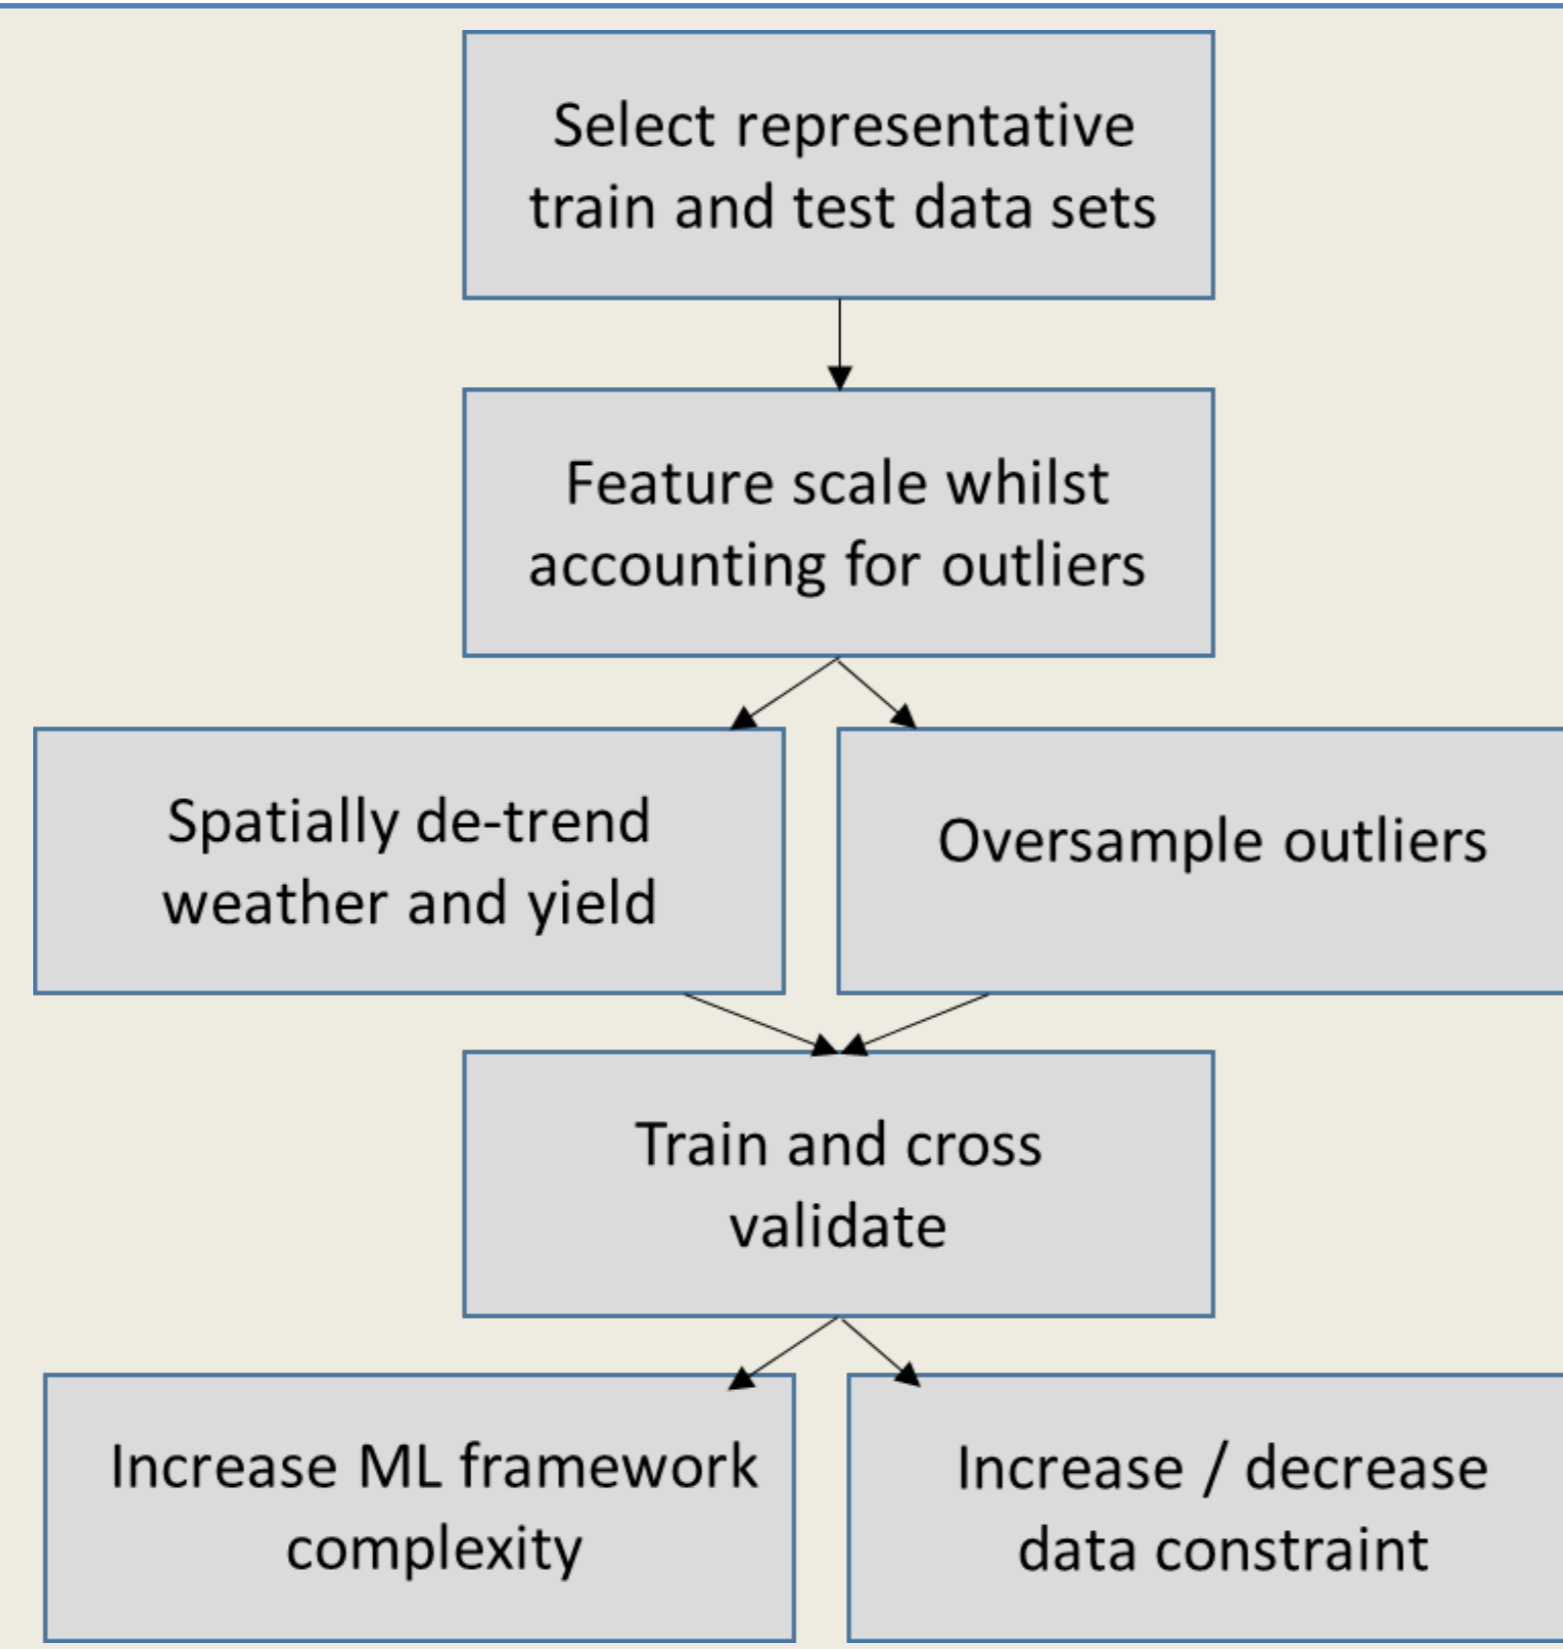 Select representative
train and test data sets
Feature scale whilst
accounting for outliers
Spatially de-trend
weather and yield
Oversample outliers
Train and cross
validate
Increase ML framework
complexity
Increase / decrease
data constraint